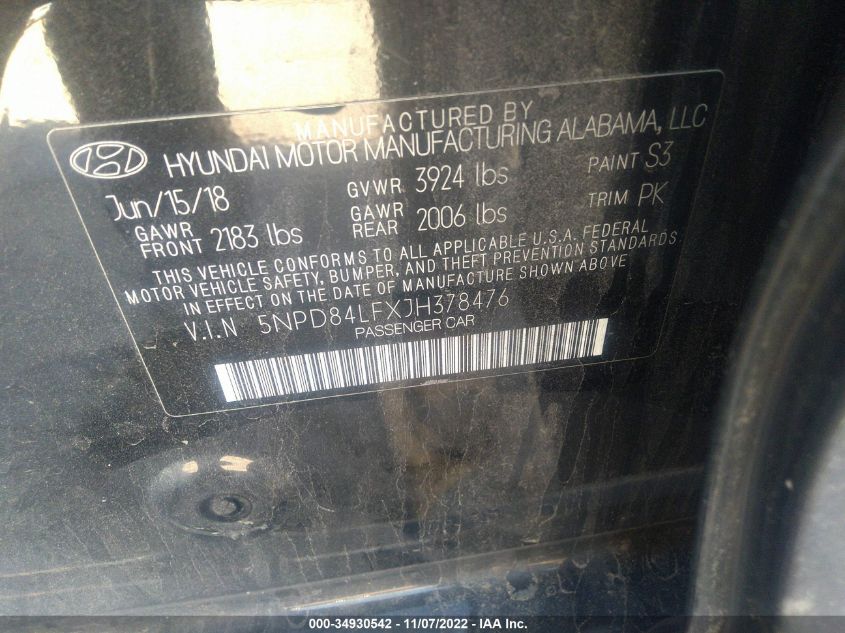 MANUFACTURED BY
HYUNDAI MOTOR MANUFACTURING ALABAMA, LLC
Jun/15/18 GVWR 3924 lbs PAINT S3
GAWR FRONT 2183 lbs GAWR REAR 2006 lbs TRIM PK
THIS VEHICLE CONFORMS TO ALL APPLICABLE U.S.A. FEDERAL
MOTOR VEHICLE SAFETY, BUMPER, AND THEFT PREVENTION STANDARDS
IN EFFECT ON THE DATE OF MANUFACTURE SHOWN ABOVE
V.I.N 5NPD84LFXJH378476
PASSENGER CAR
000-34930542 - 11/07/2022 - IAA Inc.